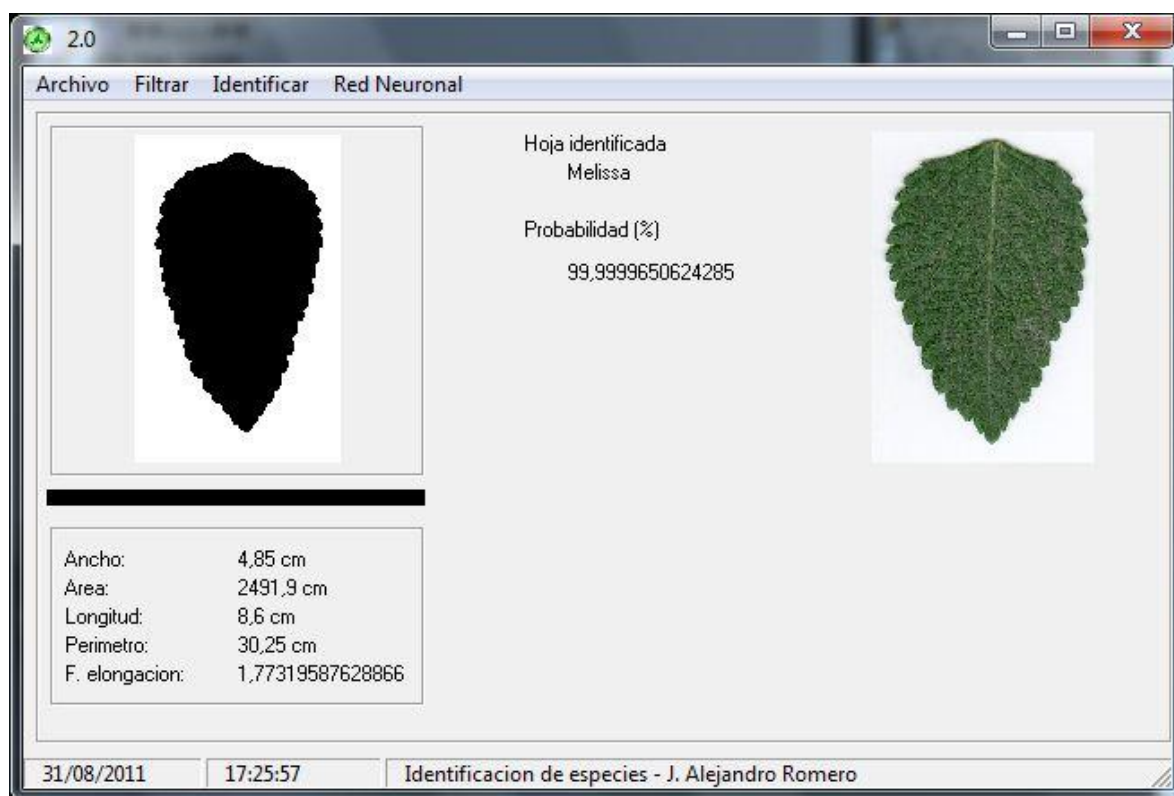 2.0
Archivo Filtrar Identificar Red Neuronal
Hoja identificada
Melissa
Probabilidad (%)
99,9999650624285
Ancho: 4,85 cm
Area: 2491,9 cm
Longitud: 8,6 cm
Perimetro: 30,25 cm
F. elongacion: 1,77319587628866
31/08/2011 17:25:57 Identificacion de especies - J. Alejandro Romero